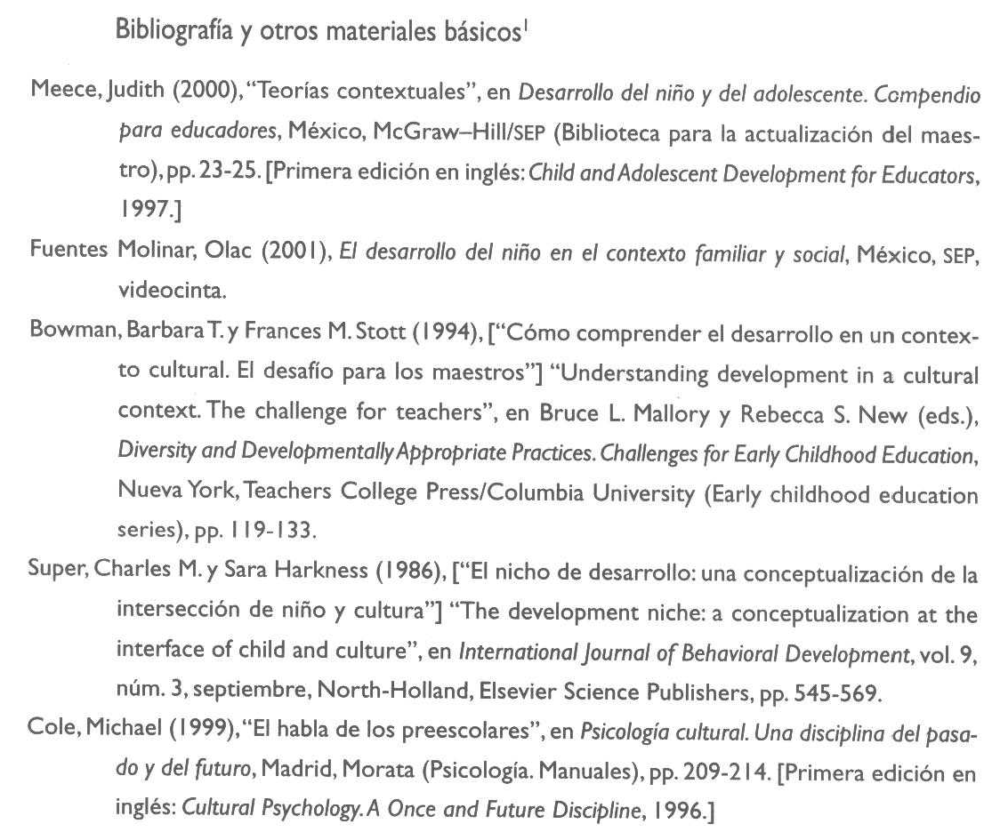 Bibliografía y otros materiales básicos¹
Meece, Judith (2000), “Teorías contextuales”, en Desarrollo del niño y del adolescente. Compendio
para educadores, México, McGraw–Hill/SEP (Biblioteca para la actualización del maes-
tro), pp. 23-25. [Primera edición en inglés: Child and Adolescent Development for Educators,
1997.]
Fuentes Molinar, Olac (2001), El desarrollo del niño en el contexto familiar y social, México, SEP,
videocinta.
Bowman, Barbara T. y Frances M. Stott (1994), [“Cómo comprender el desarrollo en un contex-
to cultural. El desafío para los maestros”] “Understanding development in a cultural
context. The challenge for teachers”, en Bruce L. Mallory y Rebecca S. New (eds.),
Diversity and Developmentally Appropriate Practices. Challenges for Early Childhood Education,
Nueva York, Teachers College Press/Columbia University (Early childhood education
series), pp. 119-133.
Super, Charles M. y Sara Harkness (1986), [“El nicho de desarrollo: una conceptualización de la
intersección de niño y cultura”] “The development niche: a conceptualization at the
interface of child and culture”, en International Journal of Behavioral Development, vol. 9,
núm. 3, septiembre, North-Holland, Elsevier Science Publishers, pp. 545-569.
Cole, Michael (1999), “El habla de los preescolares”, en Psicología cultural. Una disciplina del pasa-
do y del futuro, Madrid, Morata (Psicología. Manuales), pp. 209-214. [Primera edición en
inglés: Cultural Psychology. A Once and Future Discipline, 1996.]